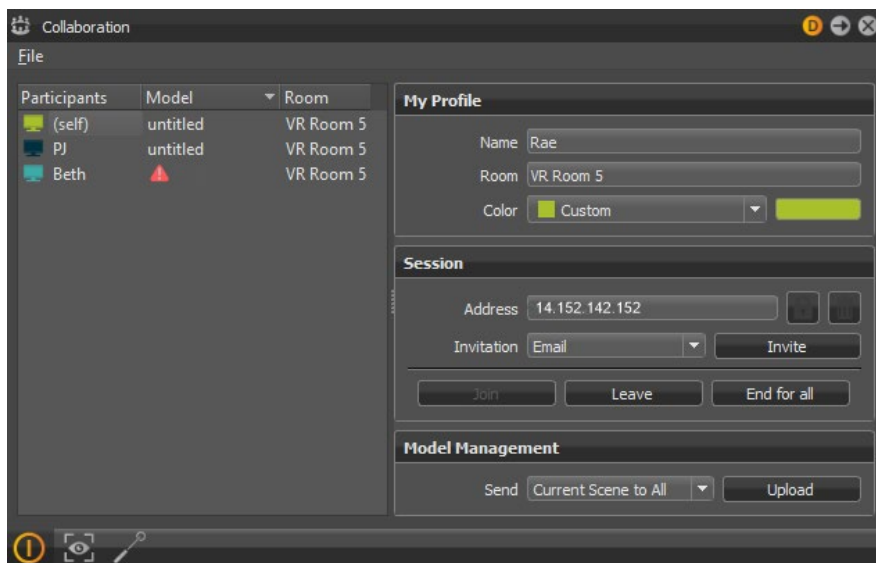 Collaboration
D
File
Participants Model Room
(self) untitled VR Room 5
PJ untitled VR Room 5
Beth VR Room 5
My Profile
Name Rae
Room VR Room 5
Color Custom
Session
Address 14.152.142.152
Invitation Email Invite
Join Leave End for all
Model Management
Send Current Scene to All Upload